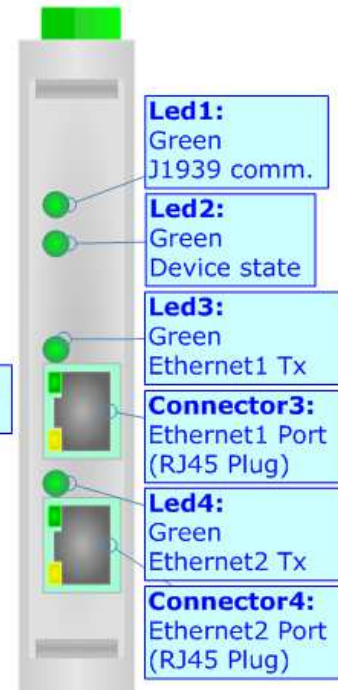 Led1:
Green
J1939 comm.
Led2:
Green
Device state
Led3:
Green
Ethernet1 Tx
Connector3:
Ethernet1 Port
(RJ45 Plug)
Led4:
Green
Ethernet2 Tx
Connector4:
Ethernet2 Port
(RJ45 Plug)